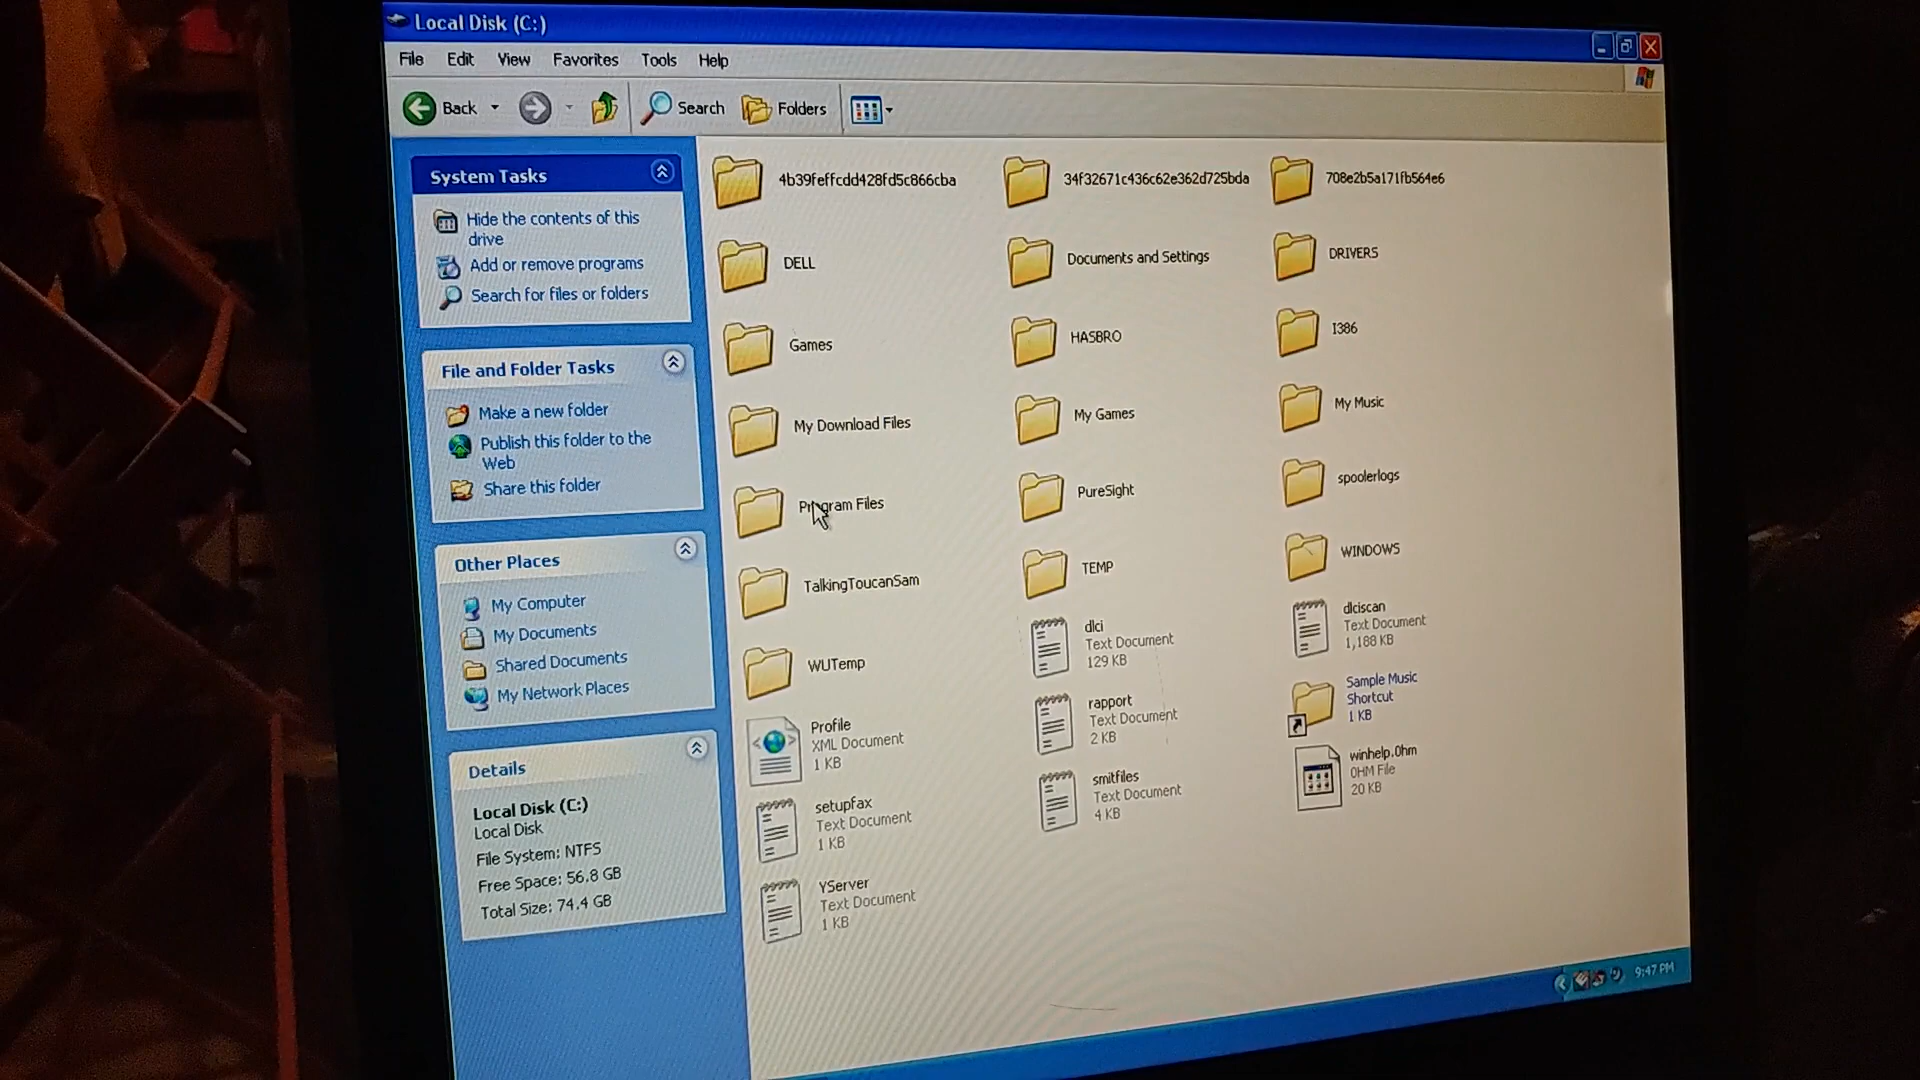 Local Disk (C:)
File Edit View Favorites Tools Help
Back Search Folders
System Tasks
Hide the contents of this
drive
Add or remove programs
Search for files or folders
File and Folder Tasks
Make a new folder
Publish this folder to the
Web
Share this folder
Other Places
My Computer
My Documents
Shared Documents
My Network Places
Details
Local Disk (C:)
Local Disk
File System: NTFS
Free Space: 56.8 GB
Total Size: 74.4 GB
4b39feffcdd428fd5c866cba
34f32671c436c62e362d725bda
708e2b5a171fb564e6
DELL
Documents and Settings
DRIVERS
Games
HASBRO
I386
My Download Files
My Games
My Music
Program Files
PureSight
spoolerlogs
TalkingToucanSam
TEMP
WINDOWS
WUTemp
dlci
Text Document
129 KB
dlciscan
Text Document
1,188 KB
Profile
XML Document
1 KB
rapport
Text Document
2 KB
Sample Music
Shortcut
1 KB
setupfax
Text Document
1 KB
smitfiles
Text Document
4 KB
winhelp.0hm
0HM File
20 KB
YServer
Text Document
1 KB
9:47 PM